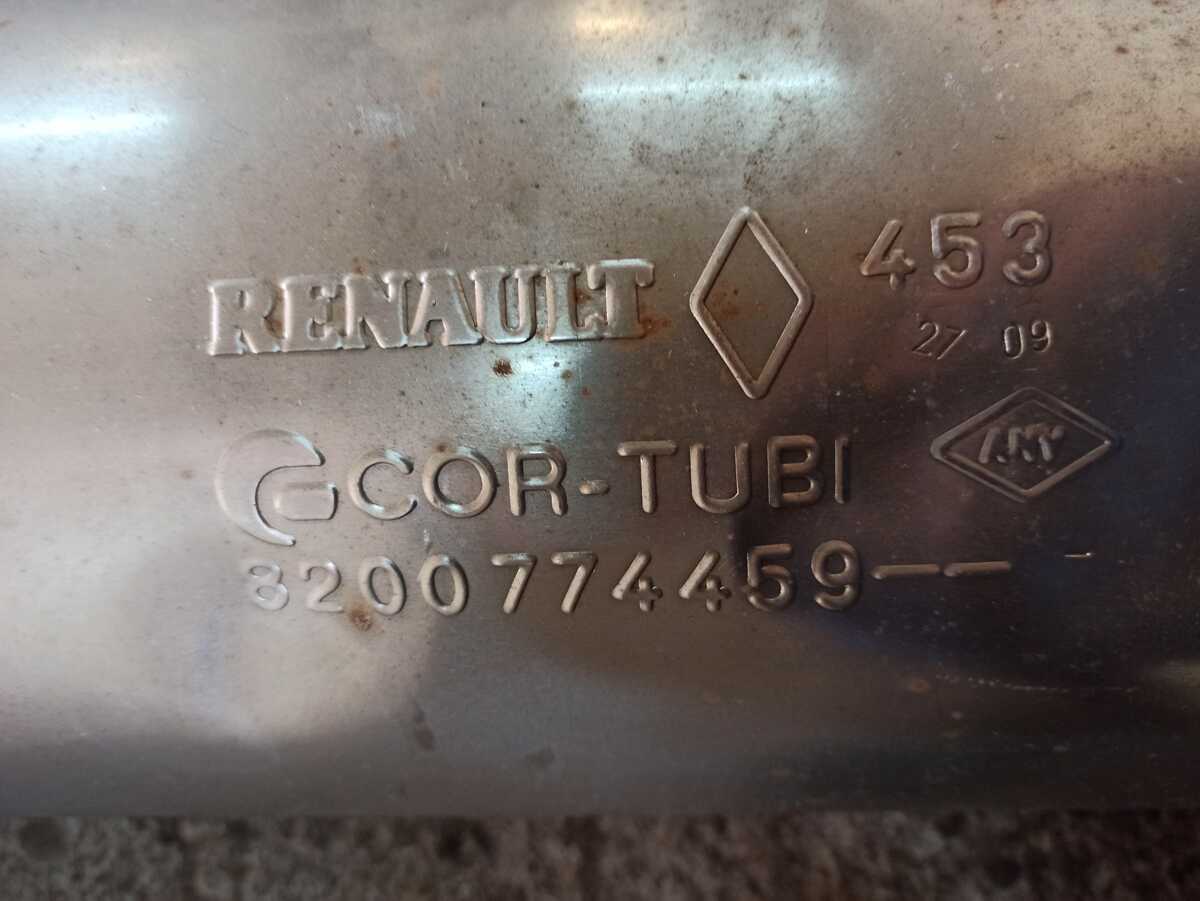 RENAULT 453
27 09
COR-TUBI
8200774459--